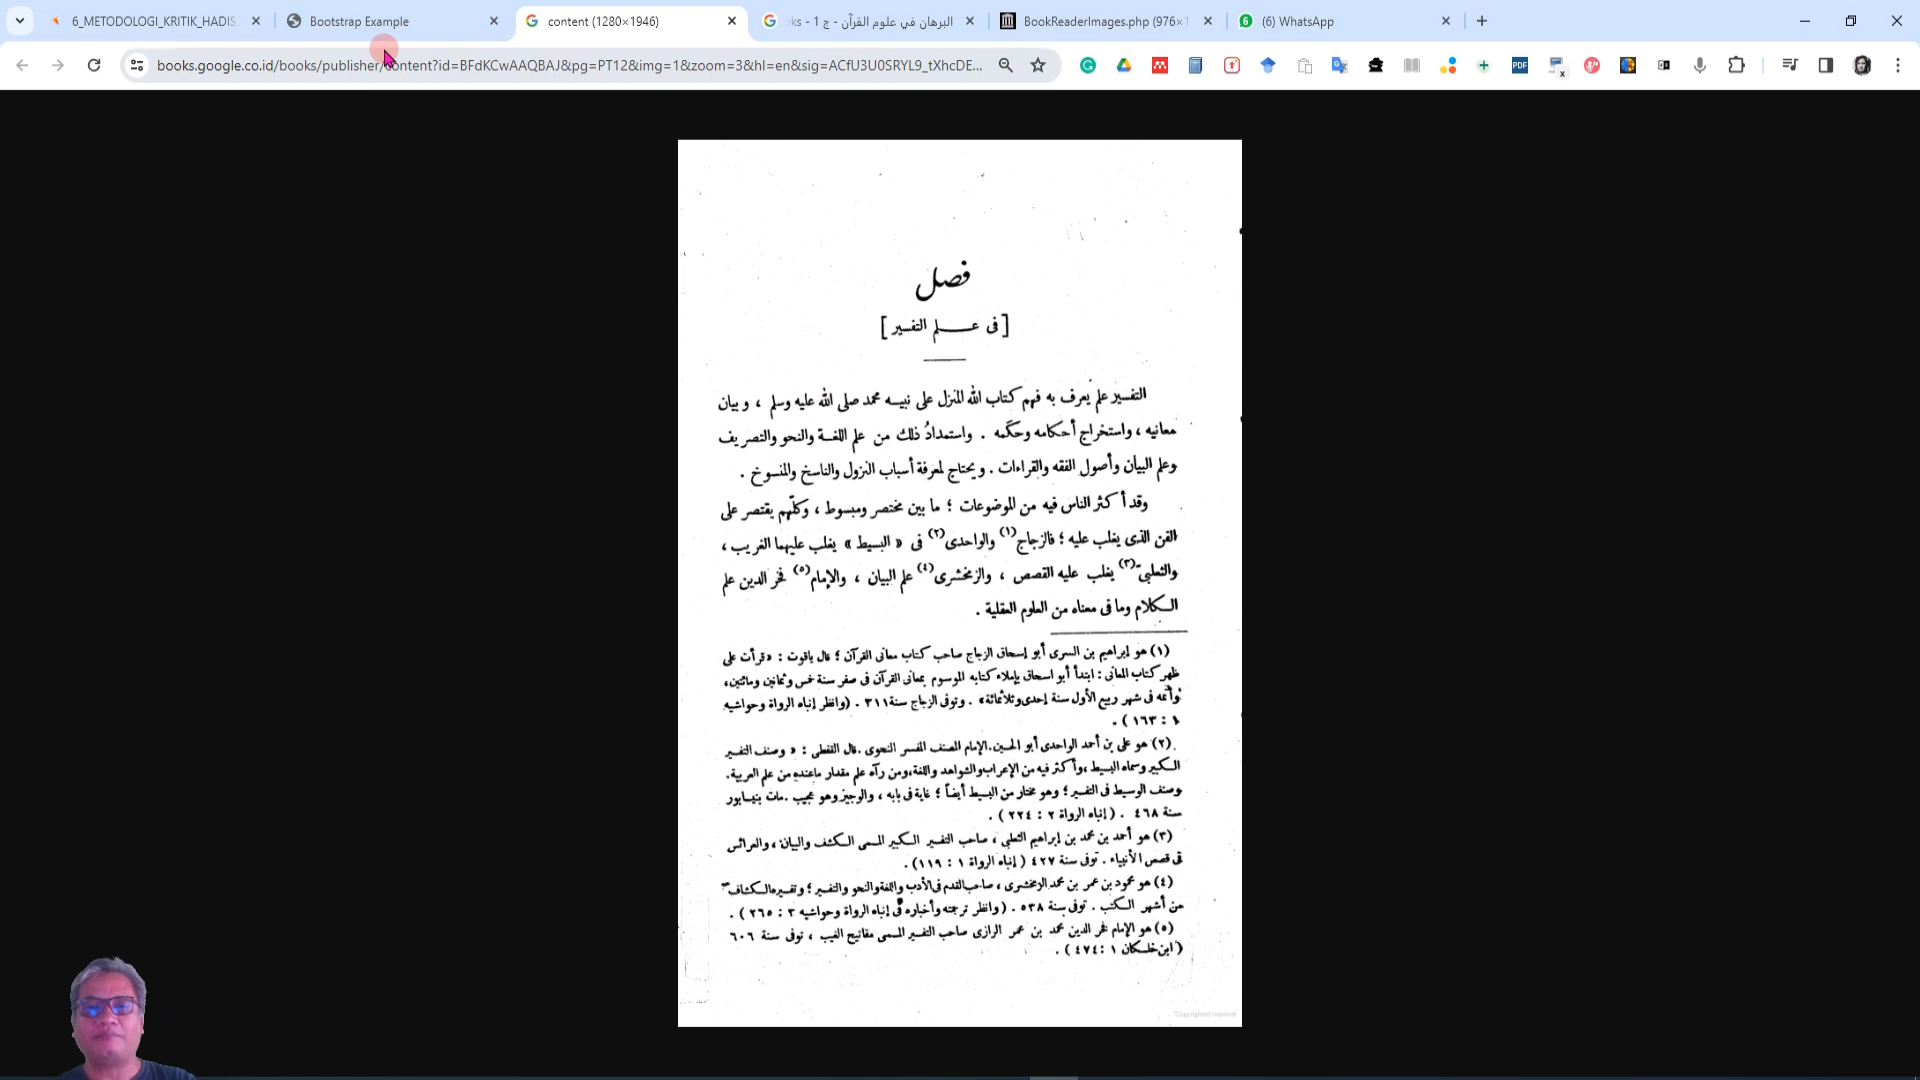 6_METODOLOGI_KRITIK_HADIS
Bootstrap Example
content (1280×1946)
البرهان في علوم القرآن - ج 1 - ks
BookReaderImages.php (976×1
(6) WhatsApp
books.google.co.id/books/publisher/content?id=BFdKCwAAQBAJ&pg=PT12&img=1&zoom=3&hl=en&sig=ACfU3U0SRYL9_tXhcDE...
فصل
[ فى علم التفسير ]
التفسير علم يعرف به فهم كتاب الله المنزل على نبيه محمد صلى الله عليه وسلم ، وبيان
معانيه ، واستخراج أحكامه وحكَمه . واستمدادُ ذلك من علم اللغة والنحو والتصريف
وعلم البيان وأصول الفقه والقراءات . ويحتاج لمعرفة أسباب النزول والناسخ والمنسوخ .
وقد أكثر الناس فيه من الموضوعات ؛ ما بين مختصر ومبسوط ، وكلّهم يقتصر على
الفن الذى يغلب عليه ؛ فالزجاج(١) والواحدى(٢) فى « البسيط » يغلب عليهما الغريب ،
والثعلبى(٣) يغلب عليه القصص ، والزمخشرى(٤) علم البيان ، والإمام(٥) فخر الدين علم
الكلام وما فى معناه من العلوم العقلية .
(١) هو إبراهيم بن السرى أبو إسحاق الزجاج صاحب كتاب معانى القرآن ؛ قال ياقوت : «قرأت على
ظهر كتاب المعانى : ابتدأ أبو اسحاق بإملاء كتابه الموسوم بمعانى القرآن فى صفر سنة خمس وثمانين ومائتين،
وأتمه فى شهر ربيع الأول سنة إحدى وثلاثمائة» . وتوفى الزجاج سنة ٣١١ . (وانظر إنباه الرواة وحواشيه
١ : ١٦٣ ) .
(٢) هو على بن أحمد الواحدى أبو الحسين.الإمام المصنف المفسر النحوى .قال القفطى : « وصنف التفسير
الكبير وسماه البسيط ،وأكثر فيه من الإعراب والشواهد واللغة،ومن رآه علم مقدار ماعنده من علم العربية.
وصنف الوسيط فى التفسير ؛ وهو مختار من البسيط أيضاً ؛ غاية فى بابه ، والوجيز وهو عجيب .مات بنيسابور
سنة ٤٦٨ . ( إنباه الرواة ٢ : ٢٢٤ ) .
(٣) هو أحمد بن محمد بن إبراهيم الثعلبى ، صاحب التفسير الكبير المسمى الكشف والبيان ، والعرائس
فى قصص الأنبياء . توفى سنة ٤٢٧ ( إنباه الرواة ١ : ١١٩) .
(٤) هو محمود بن عمر بن محمد الزمخشرى ، صاحب القدم فى الأدب واللغة والنحو والتفسير ؛ وتفسيره الكشاف
من أشهر الكتب . توفى سنة ٥٣٨ . ( وانظر ترجمته وأخباره فى إنباه الرواة وحواشيه ٣ : ٢٦٥ ) .
(٥) هو الإمام فخر الدين محمد بن عمر الرازى صاحب التفسير المسمى مفاتيح الغيب ، توفى سنة ٦٠٦
( ابن خلكان ١ : ٤٧٤ ) .
Copyrighted material